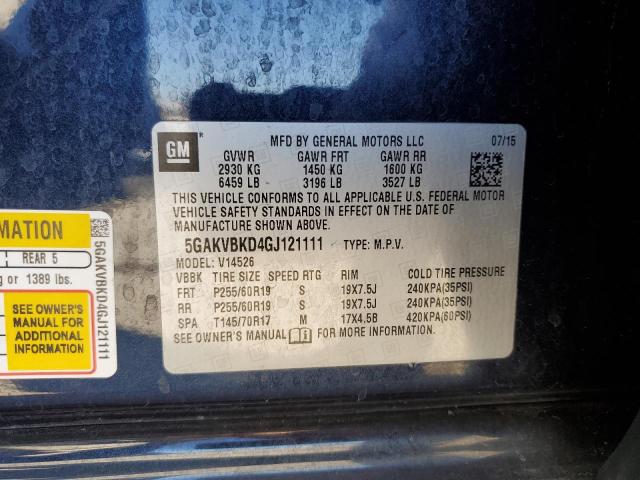 GM
MFD BY GENERAL MOTORS LLC 07/15
GVWR GAWR FRT GAWR RR
2930 KG 1450 KG 1600 KG
6459 LB 3196 LB 3527 LB
THIS VEHICLE CONFORMS TO ALL APPLICABLE U.S. FEDERAL MOTOR
VEHICLE SAFETY STANDARDS IN EFFECT ON THE DATE OF
MANUFACTURE SHOWN ABOVE.
5GAKVBKD4GJ121111 TYPE: M.P.V.
MODEL: V14526
VBBK TIRE SIZE SPEED RTG RIM COLD TIRE PRESSURE
FRT P255/60R19 S 19X7.5J 240KPA(35PSI)
RR P255/60R19 S 19X7.5J 240KPA(35PSI)
SPA T145/70R17 M 17X4.5B 420KPA(60PSI)
SEE OWNER'S MANUAL FOR MORE INFORMATION.
MATION
REAR 5
g or 1389 lbs.
SEE OWNER'S
MANUAL FOR
ADDITIONAL
INFORMATION
5GAKVBKD4GJ121111